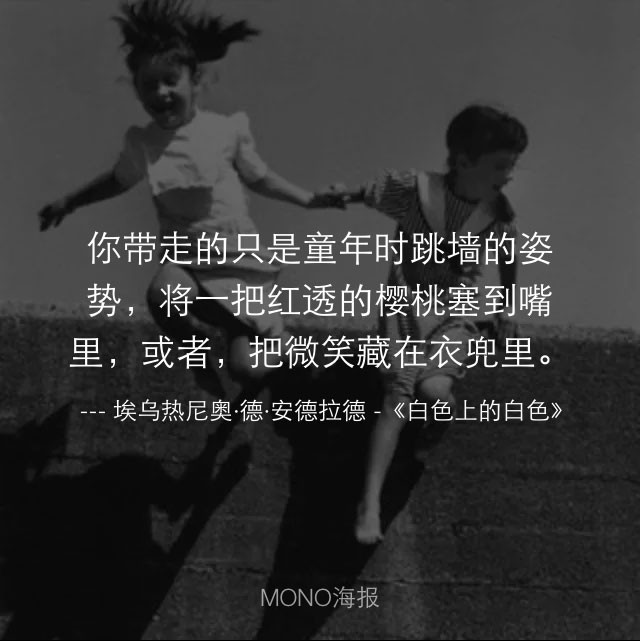 你带走的只是童年时跳墙的姿
势，将一把红透的樱桃塞到嘴
里，或者，把微笑藏在衣兜里。
--- 埃乌热尼奥·德·安德拉德 -《白色上的白色》
MONO海报